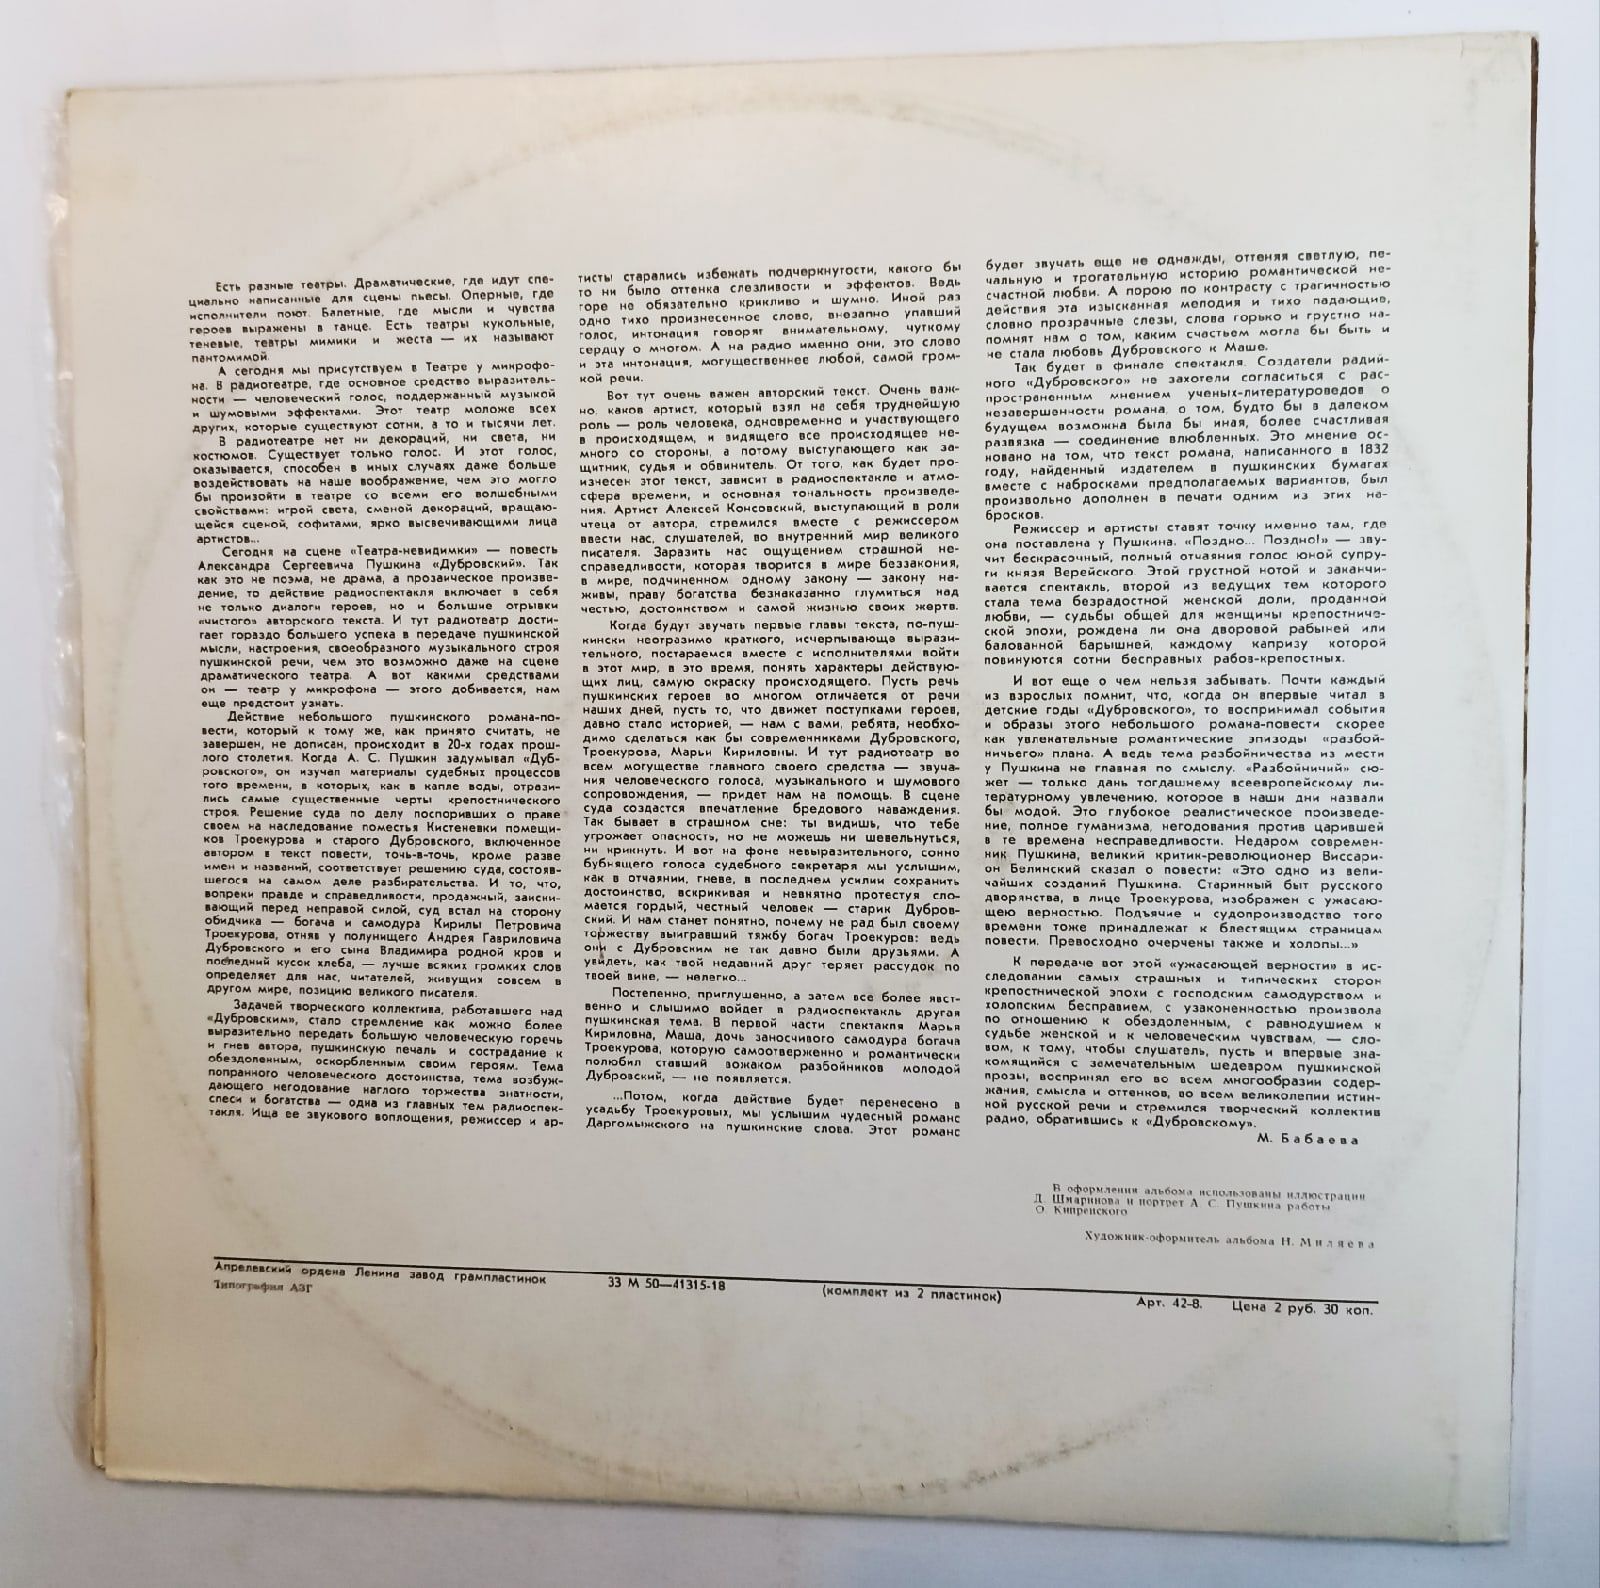 Есть разные театры. Драматические, где идут спе-
циально написанные для сцены пьесы. Оперные, где
исполнители поют. Балетные, где мысли и чувства
героев выражены в танце. Есть театры кукольные,
теневые, театры мимики и жеста — их называют
пантомимой.
А сегодня мы присутствуем в Театре у микрофо-
на. В радиотеатре, где основное средство выразитель-
ности — человеческий голос, поддержанный музыкой
и шумовыми эффектами. Этот театр моложе всех
других, которые существуют сотни, а то и тысячи лет.
В радиотеатре нет ни декораций, ни света, ни
костюмов. Существует только голос. И этот голос,
оказывается, способен в иных случаях даже больше
воздействовать на наше воображение, чем это могло
бы произойти в театре со всеми его волшебными
свойствами: игрой света, сменой декораций, вращаю-
щейся сценой, софитами, ярко высвечивающими лица
артистов...
Сегодня на сцене «Театра-невидимки» — повесть
Александра Сергеевича Пушкина «Дубровский». Так
как это не поэма, не драма, а прозаическое произве-
дение, то действие радиоспектакля включает в себя
не только диалоги героев, но и большие отрывки
«чистого» авторского текста. И тут радиотеатр дости-
гает гораздо большего успеха в передаче пушкинской
мысли, настроения, своеобразного музыкального строя
пушкинской речи, чем это возможно даже на сцене
драматического театра. А вот какими средствами
он — театр у микрофона — этого добивается, нам
еще предстоит узнать.
Действие небольшого пушкинского романа-по-
вести, который к тому же, как принято считать, не
завершен, не дописан, происходит в 20-х годах прош-
лого столетия. Когда А. С. Пушкин задумывал «Дуб-
ровского», он изучал материалы судебных процессов
того времени, в которых, как в капле воды, отрази-
лись самые существенные черты крепостнического
строя. Решение суда по делу поспоривших о праве
своем на наследование поместья Кистеневки помещи-
ков Троекурова и старого Дубровского, включенное
автором в текст повести, точь-в-точь, кроме разве
имен и названий, соответствует решению суда, состояв-
шегося на самом деле разбирательства. И то, что,
вопреки правде и справедливости, продажный, заиски-
вающий перед неправой силой, суд встал на сторону
обидчика — богача и самодура Кирилы Петровича
Троекурова, отняв у полунищего Андрея Гавриловича
Дубровского и его сына Владимира родной кров и
последний кусок хлеба, — лучше всяких громких слов
определяет для нас, читателей, живущих совсем в
другом мире, позицию великого писателя.
Задачей творческого коллектива, работавшего над
«Дубровским», стало стремление как можно более
выразительно передать большую человеческую горечь
и гнев автора, пушкинскую печаль и сострадание к
обездоленным, оскорбленным своим героям. Тема
попранного человеческого достоинства, тема возбуж-
дающего негодование наглого торжества знатности,
спеси и богатства — одна из главных тем радиоспек-
такля. Ища ее звукового воплощения, режиссер и ар-
тисты старались избежать подчеркнутости, какого бы
то ни было оттенка слезливости и эффектов. Ведь
горе не обязательно крикливо и шумно. Иной раз
одно тихо произнесенное слово, внезапно упавший
голос, интонация говорят внимательному, чуткому
сердцу о многом. А на радио именно они, это слово
и эта интонация, могущественнее любой, самой гром-
кой речи.
Вот тут очень важен авторский текст. Очень важ-
но, каков артист, который взял на себя труднейшую
роль — роль человека, одновременно и участвующего
в происходящем, и видящего все происходящее не-
много со стороны, а потому выступающего как за-
щитник, судья и обвинитель. От того, как будет про-
изнесен этот текст, зависит в радиоспектакле и атмо-
сфера времени, и основная тональность произведе-
ния. Артист Алексей Консовский, выступающий в роли
чтеца от автора, стремился вместе с режиссером
ввести нас, слушателей, во внутренний мир великого
писателя. Заразить нас ощущением страшной не-
справедливости, которая творится в мире беззакония,
в мире, подчиненном одному закону — закону на-
живы, праву богатства безнаказанно глумиться над
честью, достоинством и самой жизнью своих жертв.
Когда будут звучать первые главы текста, по-пуш-
кински неотразимо краткого, исчерпывающе вырази-
тельного, постараемся вместе с исполнителями войти
в этот мир, в это время, понять характеры действую-
щих лиц, самую окраску происходящего. Пусть речь
пушкинских героев во многом отличается от речи
наших дней, пусть то, что движет поступками героев,
давно стало историей, — нам с вами, ребята, необхо-
димо сделаться как бы современниками Дубровского,
Троекурова, Марьи Кириловны. И тут радиотеатр во
всем могуществе главного своего средства — звуча-
ния человеческого голоса, музыкального и шумового
сопровождения, — придет нам на помощь. В сцене
суда создастся впечатление бредового наваждения.
Так бывает в страшном сне: ты видишь, что тебе
угрожает опасность, но не можешь ни шевельнуться,
ни крикнуть. И вот на фоне невыразительного, сонно
бубнящего голоса судебного секретаря мы услышим,
как в отчаянии, гневе, в последнем усилии сохранить
достоинство, вскрикивая и невнятно протестуя сло-
мается гордый, честный человек — старик Дубров-
ский. И нам станет понятно, почему не рад был своему
торжеству выигравший тяжбу богач Троекуров: ведь
они с Дубровским не так давно были друзьями. А
увидеть, как твой недавний друг теряет рассудок по
твоей вине, — нелегко...
Постепенно, приглушенно, а затем все более явст-
венно и слышимо войдет в радиоспектакль другая
пушкинская тема. В первой части спектакля Марья
Кириловна, Маша, дочь заносчивого самодура богача
Троекурова, которую самоотверженно и романтически
полюбил ставший вожаком разбойников молодой
Дубровский, — не появляется.
...Потом, когда действие будет перенесено в
усадьбу Троекуровых, мы услышим чудесный романс
Даргомыжского на пушкинские слова. Этот романс
будет звучать еще не однажды, оттеняя светлую, пе-
чальную и трогательную историю романтической не-
счастной любви. А порою по контрасту с трагичностью
действия эта изысканная мелодия и тихо падающие,
словно прозрачные слезы, слова горько и грустно на-
помнят нам о том, каким счастьем могла бы быть и
не стала любовь Дубровского к Маше.
Так будет в финале спектакля. Создатели радий-
ного «Дубровского» не захотели согласиться с рас-
пространенным мнением ученых-литературоведов о
незавершенности романа, о том, будто бы в далеком
будущем возможна была бы иная, более счастливая
развязка — соединение влюбленных. Это мнение ос-
новано на том, что текст романа, написанного в 1832
году, найденный издателем в пушкинских бумагах
вместе с набросками предполагаемых вариантов, был
произвольно дополнен в печати одним из этих на-
бросков.
Режиссер и артисты ставят точку именно там, где
она поставлена у Пушкина. «Поздно... Поздно!» — зву-
чит бескрасочный, полный отчаяния голос юной супру-
ги князя Верейского. Этой грустной нотой и заканчи-
вается спектакль, второй из ведущих тем которого
стала тема безрадостной женской доли, проданной
любви, — судьбы общей для женщины крепостниче-
ской эпохи, рождена ли она дворовой рабыней или
балованной барышней, каждому капризу которой
повинуются сотни бесправных рабов-крепостных.
И вот еще о чем нельзя забывать. Почти каждый
из взрослых помнит, что, когда он впервые читал в
детские годы «Дубровского», то воспринимал события
и образы этого небольшого романа-повести скорее
как увлекательные романтические эпизоды «разбой-
ничьего» плана. А ведь тема разбойничества из мести
у Пушкина не главная по смыслу. «Разбойничий» сю-
жет — только дань тогдашнему всеевропейскому ли-
тературному увлечению, которое в наши дни назвали
бы модой. Это глубокое реалистическое произведе-
ние, полное гуманизма, негодования против царившей
в те времена несправедливости. Недаром современ-
ник Пушкина, великий критик-революционер Виссари-
он Белинский сказал о повести: «Это одно из вели-
чайших созданий Пушкина. Старинный быт русского
дворянства, в лице Троекурова, изображен с ужасаю-
щею верностью. Подъячие и судопроизводство того
времени тоже принадлежат к блестящим страницам
повести. Превосходно очерчены также и холопы...»
К передаче вот этой «ужасающей верности» в ис-
следовании самых страшных и типических сторон
крепостнической эпохи с господским самодурством и
холопским бесправием, с узаконенностью произвола
по отношению к обездоленным, с равнодушием к
судьбе женской и к человеческим чувствам, — сло-
вом, к тому, чтобы слушатель, пусть и впервые зна-
комящийся с замечательным шедевром пушкинской
прозы, воспринял его во всем многообразии содер-
жания, смысла и оттенков, во всем великолепии истин-
ной русской речи и стремился творческий коллектив
радио, обратившись к «Дубровскому».
М. Бабаева
В оформлении альбома использованы иллюстрации
Д. Шмаринова и портрет А. С. Пушкина работы
О. Кипренского
Художник-оформитель альбома Н. Миляева
Апрелевский ордена Ленина завод грампластинок 33 М 50—41315-18 (комплект из 2 пластинок) Арт. 42-8. Цена 2 руб. 30 коп.
Типография АЗГ